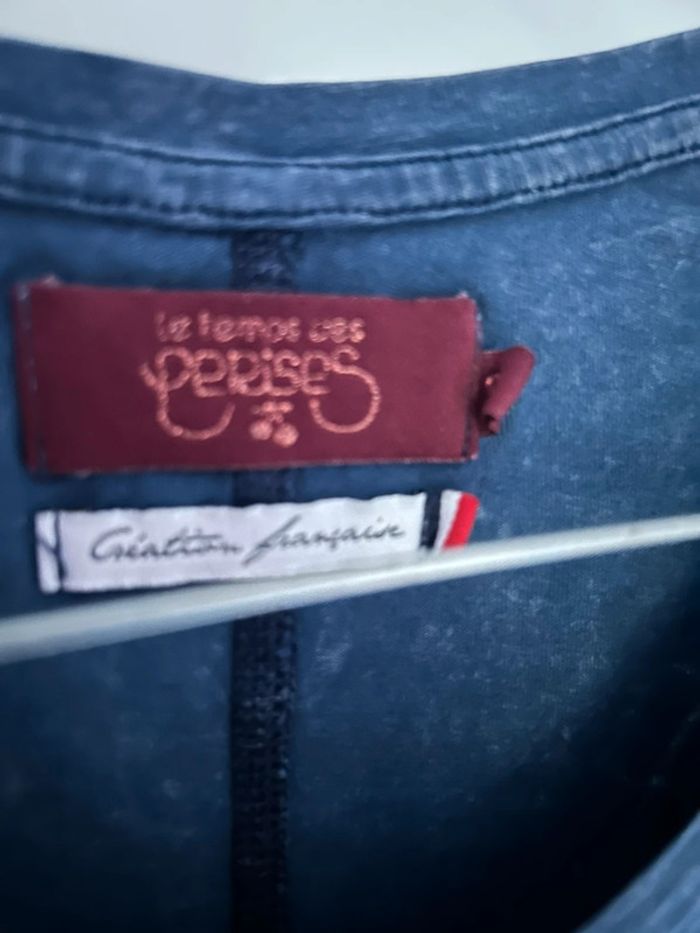 le temps des
CeRiSeS
Création française